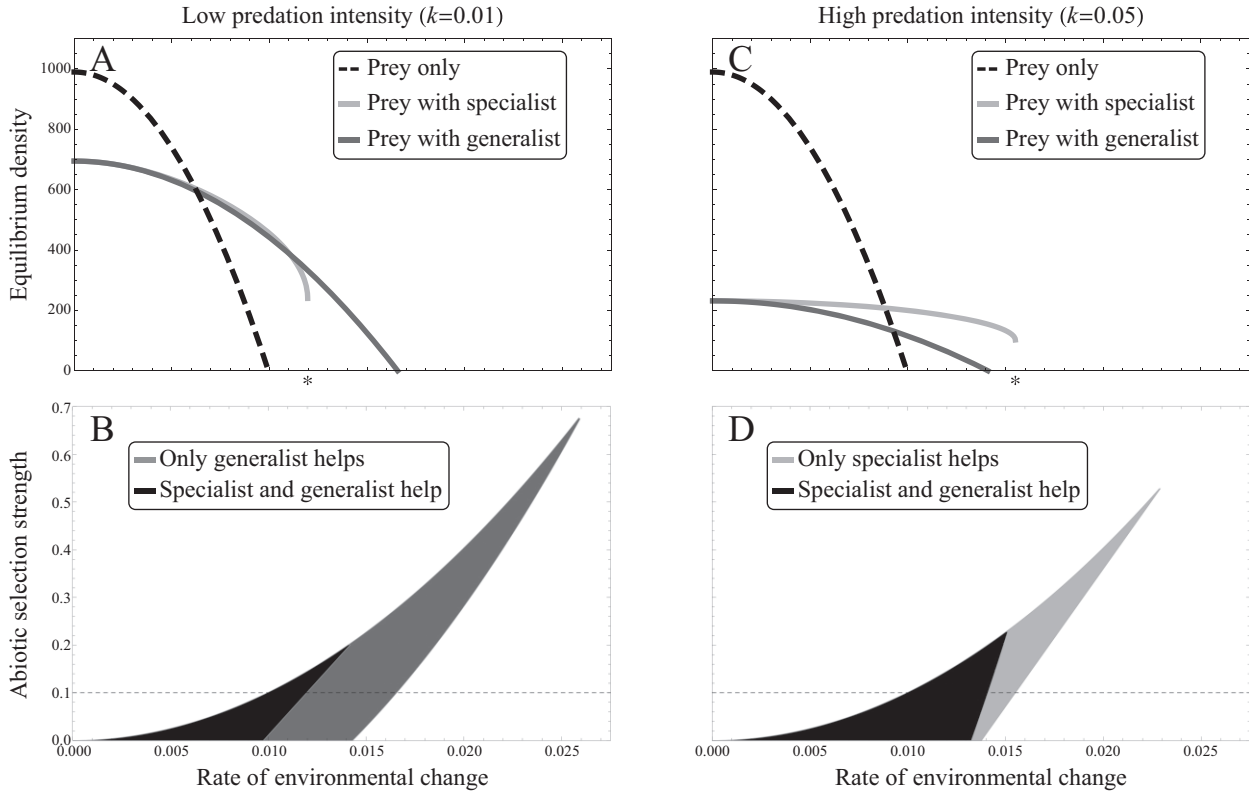 Low predation intensity (k=0.01)
High predation intensity (k=0.05)
A
Prey only
Prey with specialist
Prey with generalist
C
Prey only
Prey with specialist
Prey with generalist
Equilibrium density
1000
800
600
400
200
0
*
*
B
Only generalist helps
Specialist and generalist help
D
Only specialist helps
Specialist and generalist help
Abiotic selection strength
0.7
0.6
0.5
0.4
0.3
0.2
0.1
0.0
0.000 0.005 0.010 0.015 0.020 0.025
0.000 0.005 0.010 0.015 0.020 0.025
Rate of environmental change
Rate of environmental change